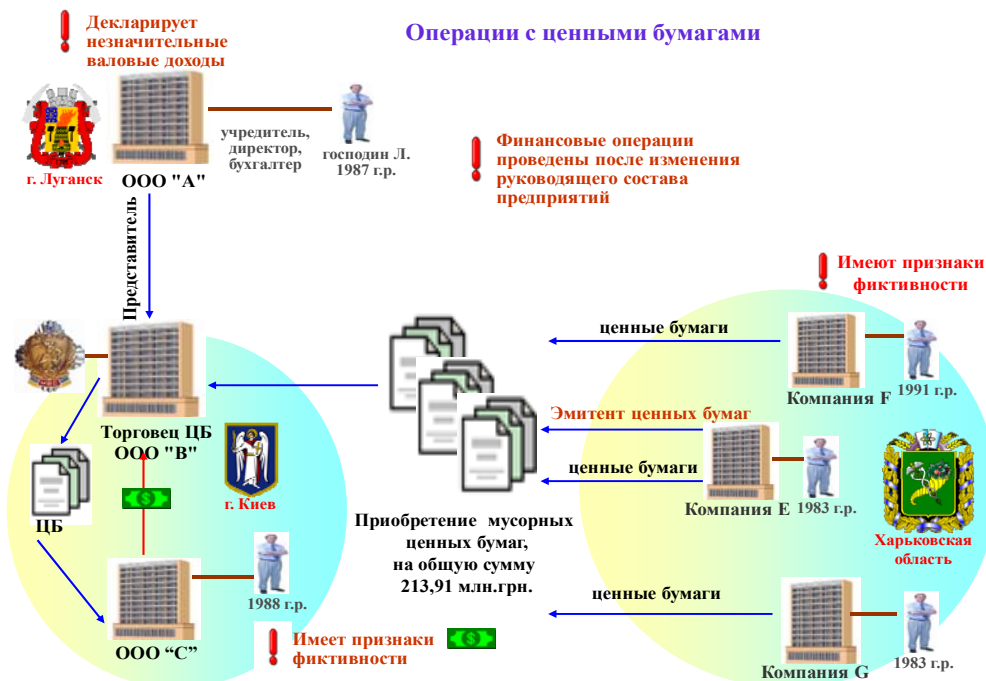 Операции с ценными бумагами
Декларирует
незначительные
валовые доходы
г. Луганск
ООО "А"
учредитель,
директор,
бухгалтер
господин Л.
1987 г.р.
Финансовые операции
проведены после изменения
руководящего состава
предприятий
Представитель
Имеют признаки
фиктивности
ценные бумаги
Компания F
1991 г.р.
Торговец ЦБ
ООО "В"
г. Киев
ЦБ
$
Эмитент ценных бумаг
ценные бумаги
Компания E
1983 г.р.
Харьковская
область
Приобретение мусорных
ценных бумаг,
на общую сумму
213,91 млн.грн.
ценные бумаги
Компания G
1983 г.р.
1988 г.р.
ООО “С”
Имеет признаки
фиктивности
$